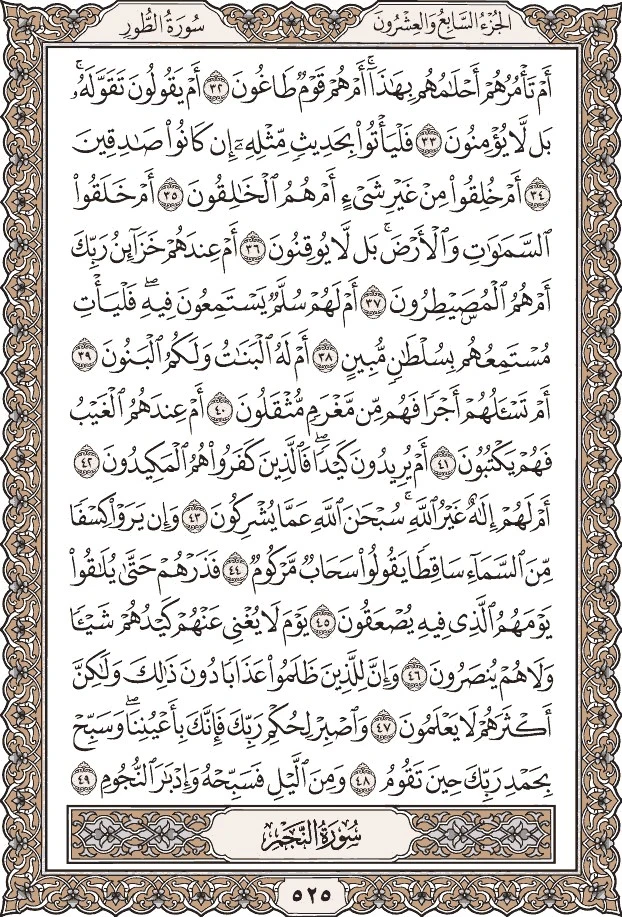 سُورَةُ الطُّورِ
الجُزْءُ السَّابِعُ وَالعِشْرُونَ
أَمْ تَأْمُرُهُمْ أَحْلَـٰمُهُم بِهَـٰذَآ ۚ أَمْ هُمْ قَوْمٌ طَاغُونَ ٣٢ أَمْ يَقُولُونَ تَقَوَّلَهُۥ ۚ
بَل لَّا يُؤْمِنُونَ ٣٣ فَلْيَأْتُوا۟ بِحَدِيثٍ مِّثْلِهِۦٓ إِن كَانُوا۟ صَـٰدِقِينَ
٣٤ أَمْ خُلِقُوا۟ مِنْ غَيْرِ شَىْءٍ أَمْ هُمُ ٱلْخَـٰلِقُونَ ٣٥ أَمْ خَلَقُوا۟
ٱلسَّمَـٰوَٰتِ وَٱلْأَرْضَ ۚ بَل لَّا يُوقِنُونَ ٣٦ أَمْ عِندَهُمْ خَزَآئِنُ رَبِّكَ
أَمْ هُمُ ٱلْمُصَۣيْطِرُونَ ٣٧ أَمْ لَهُمْ سُلَّمٌ يَسْتَمِعُونَ فِيهِ ۖ فَلْيَأْتِ
مُسْتَمِعُهُم بِسُلْطَـٰنٍ مُّبِينٍ ٣٨ أَمْ لَهُ ٱلْبَنَـٰتُ وَلَكُمُ ٱلْبَنُونَ ٣٩
أَمْ تَسْـَٔلُهُمْ أَجْرًا فَهُم مِّن مَّغْرَمٍ مُّثْقَلُونَ ٤٠ أَمْ عِندَهُمُ ٱلْغَيْبُ
فَهُمْ يَكْتُبُونَ ٤١ أَمْ يُرِيدُونَ كَيْدًا ۖ فَٱلَّذِينَ كَفَرُوا۟ هُمُ ٱلْمَكِيدُونَ ٤٢
أَمْ لَهُمْ إِلَـٰهٌ غَيْرُ ٱللَّهِ ۚ سُبْحَـٰنَ ٱللَّهِ عَمَّا يُشْرِكُونَ ٤٣ وَإِن يَرَوْا۟ كِسْفًا
مِّنَ ٱلسَّمَآءِ سَاقِطًا يَقُولُوا۟ سَحَابٌ مَّرْكُومٌ ٤٤ فَذَرْهُمْ حَتَّىٰ يُلَـٰقُوا۟
يَوْمَهُمُ ٱلَّذِى فِيهِ يُصْعَقُونَ ٤٥ يَوْمَ لَا يُغْنِى عَنْهُمْ كَيْدُهُمْ شَيْـًٔا
وَلَا هُمْ يُنصَرُونَ ٤٦ وَإِنَّ لِلَّذِينَ ظَلَمُوا۟ عَذَابًا دُونَ ذَٰلِكَ وَلَـٰكِنَّ
أَكْثَرَهُمْ لَا يَعْلَمُونَ ٤٧ وَٱصْبِرْ لِحُكْمِ رَبِّكَ فَإِنَّكَ بِأَعْيُنِنَا ۖ وَسَبِّحْ
بِحَمْدِ رَبِّكَ حِينَ تَقُومُ ٤٨ وَمِنَ ٱلَّيْلِ فَسَبِّحْهُ وَإِدْبَـٰرَ ٱلنُّجُومِ ٤٩
سُورَةُ النَّجْمِ
٥٢٥